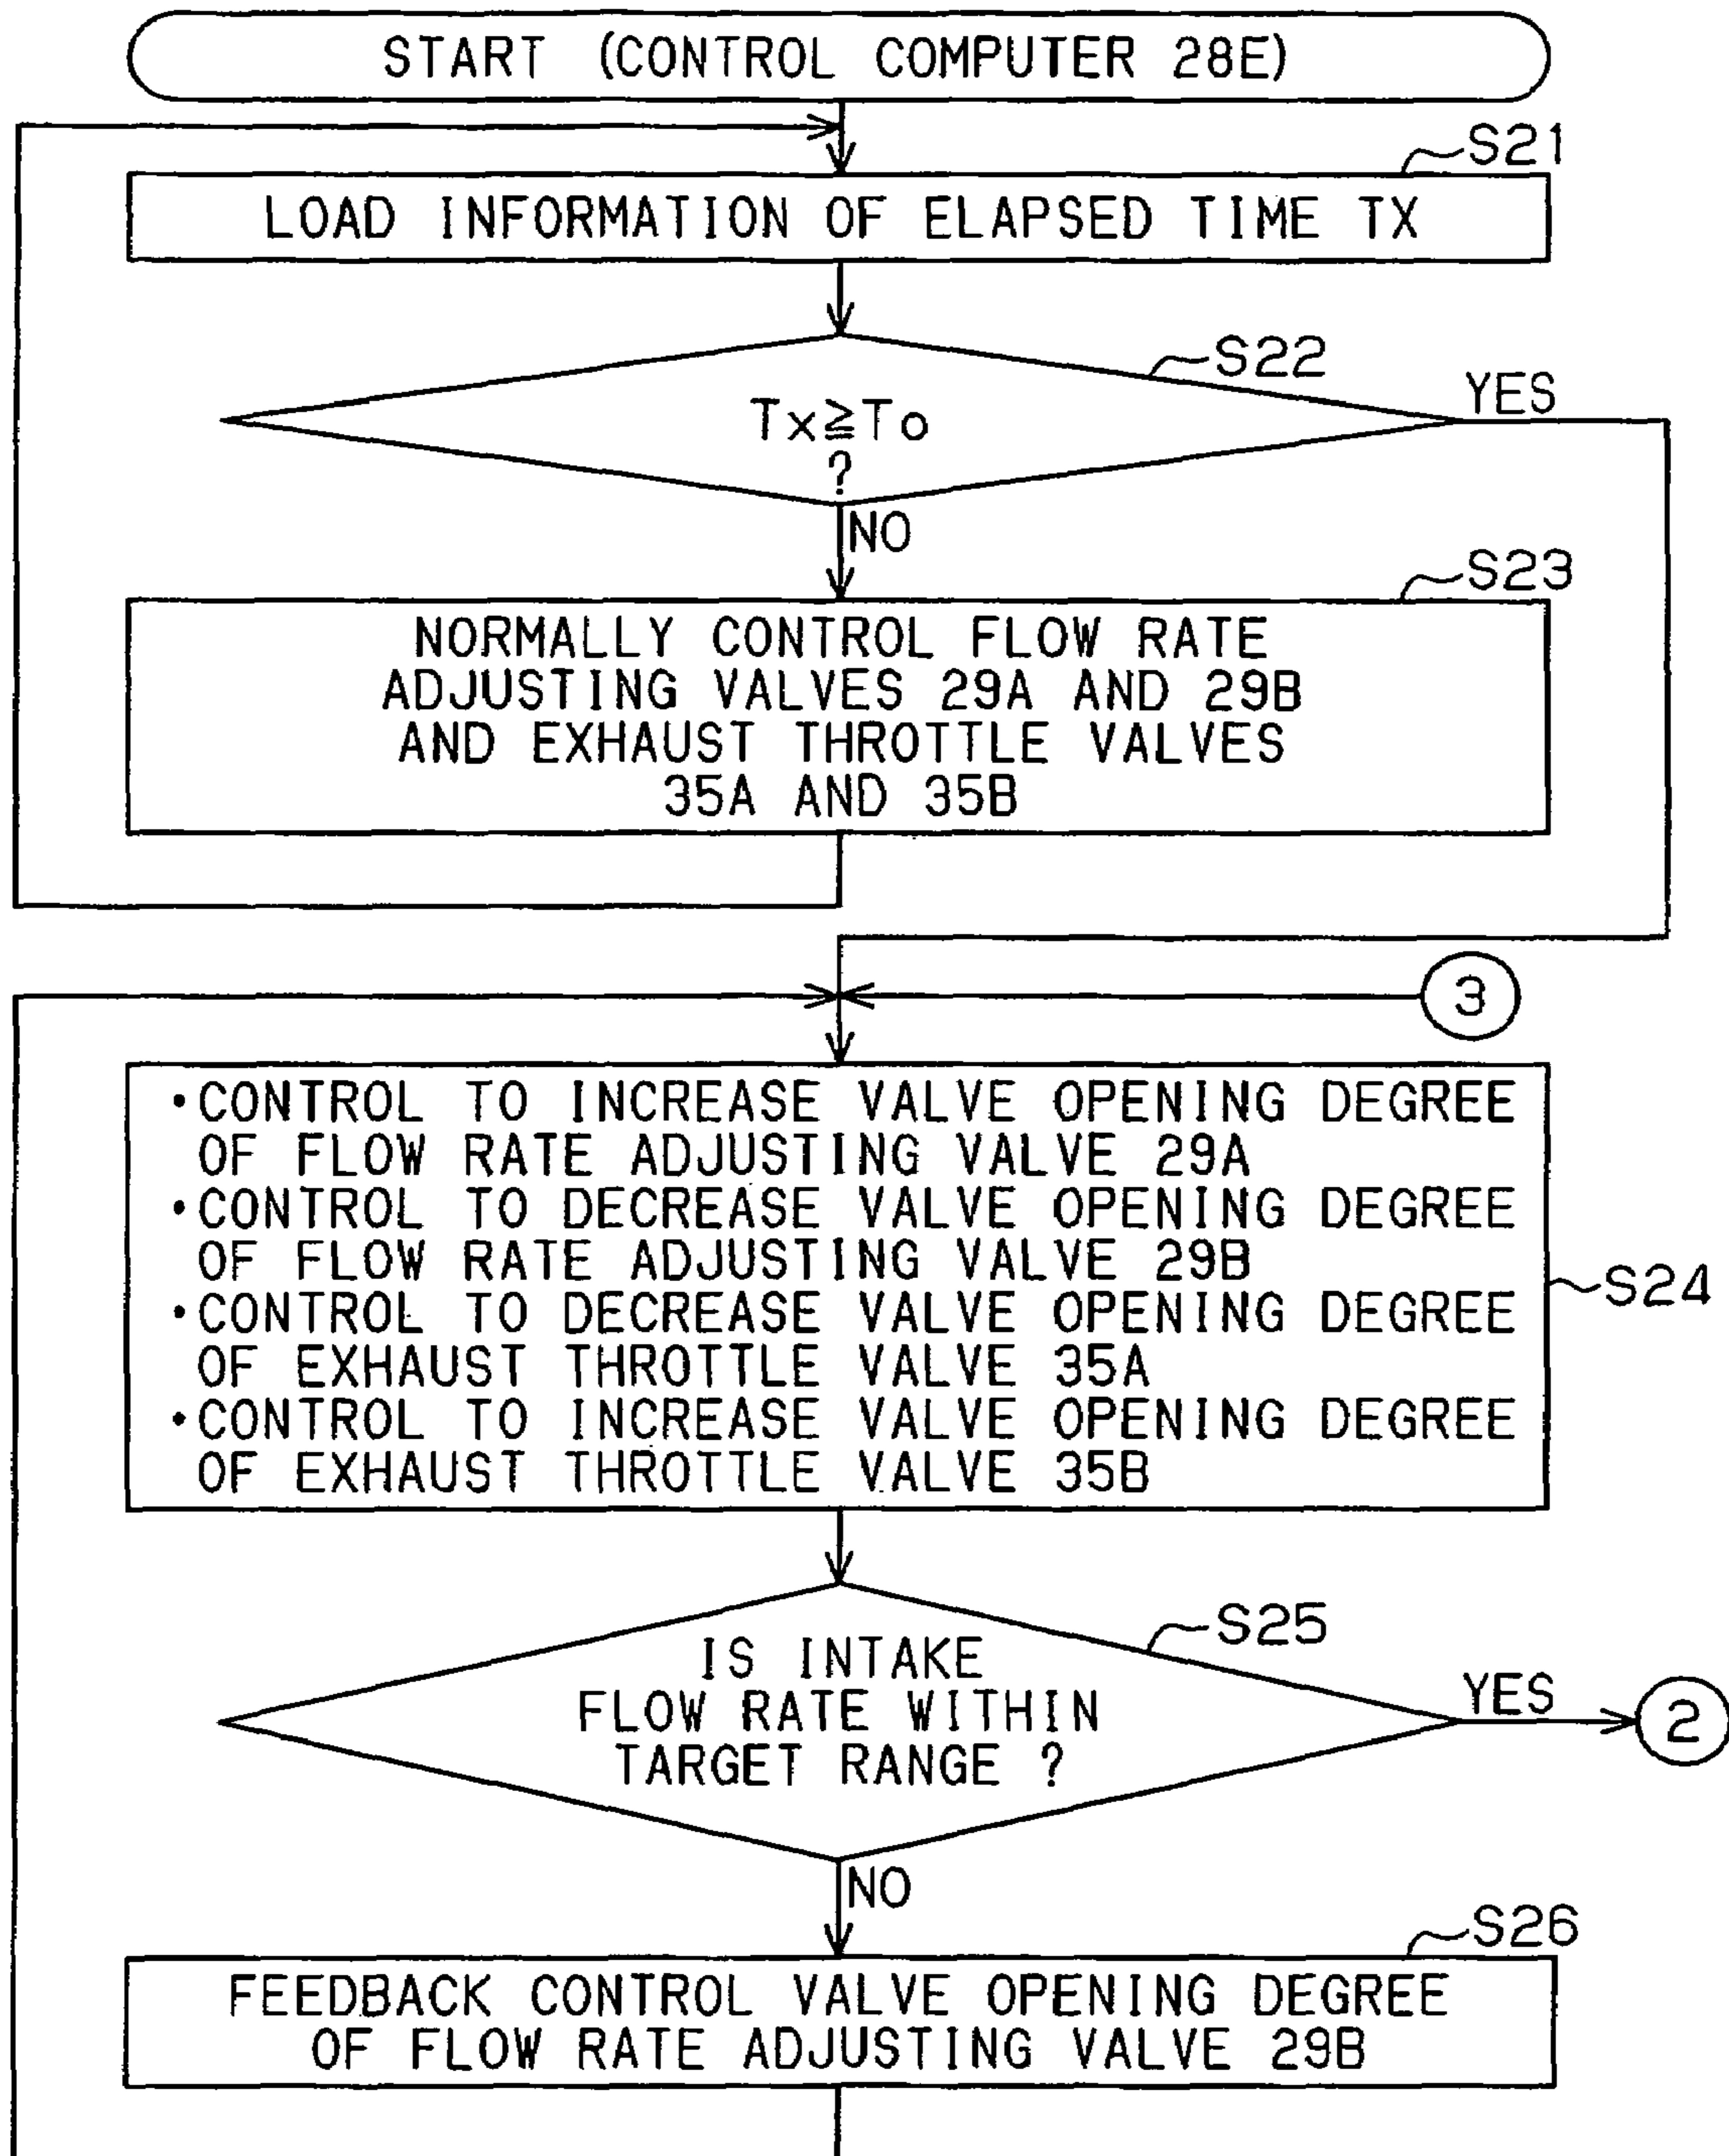 START (CONTROL COMPUTER 28E)
S21
LOAD INFORMATION OF ELAPSED TIME TX
S22
YES
Tx≧To
?
NO
S23
NORMALLY CONTROL FLOW RATE
ADJUSTING VALVES 29A AND 29B
AND EXHAUST THROTTLE VALVES
35A AND 35B
3
•CONTROL TO INCREASE VALVE OPENING DEGREE
OF FLOW RATE ADJUSTING VALVE 29A
•CONTROL TO DECREASE VALVE OPENING DEGREE
OF FLOW RATE ADJUSTING VALVE 29B
S24
•CONTROL TO DECREASE VALVE OPENING DEGREE
OF EXHAUST THROTTLE VALVE 35A
•CONTROL TO INCREASE VALVE OPENING DEGREE
OF EXHAUST THROTTLE VALVE 35B
S25
IS INTAKE
FLOW RATE WITHIN
TARGET RANGE ?
YES
2
NO
S26
FEEDBACK CONTROL VALVE OPENING DEGREE
OF FLOW RATE ADJUSTING VALVE 29B